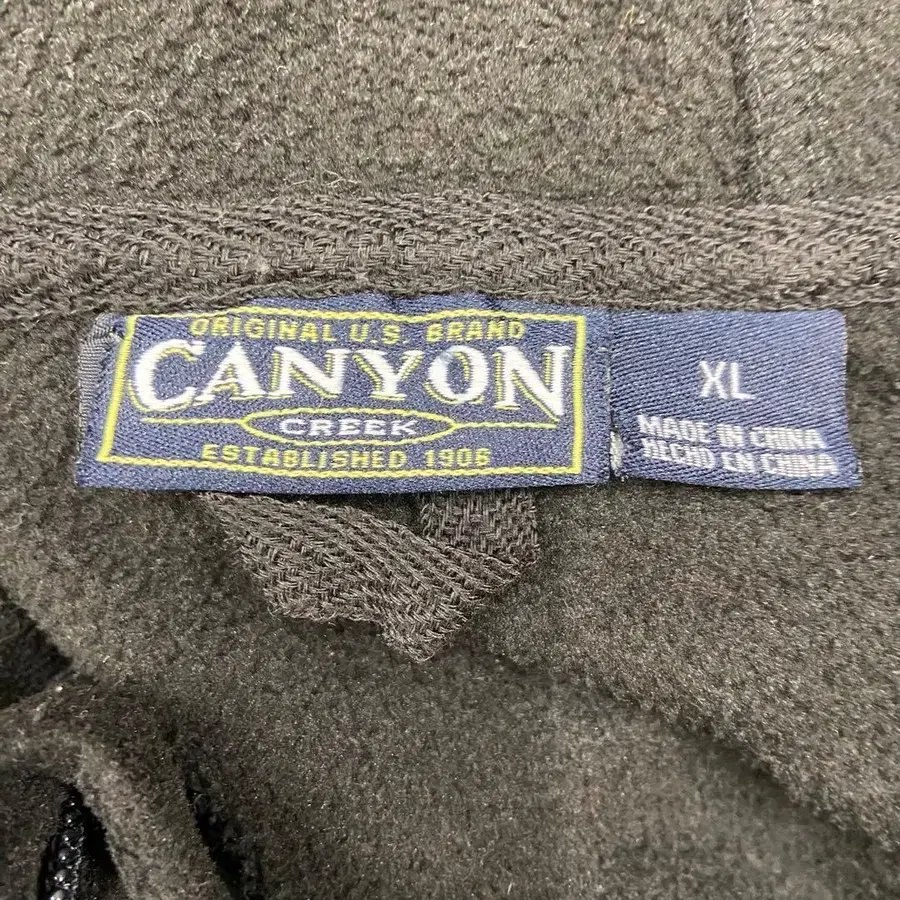 ORIGINAL U.S. BRAND
CANYON
CREEK
ESTABLISHED 1906
XL
MADE IN CHINA
HECHO EN CHINA